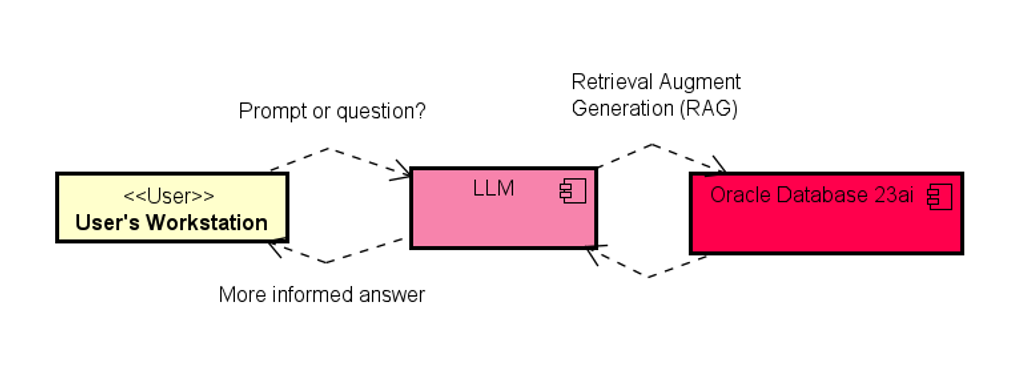 Retrieval Augment
Generation (RAG)
Prompt or question?
<<User>>
User's Workstation
LLM
Oracle Database 23ai
More informed answer